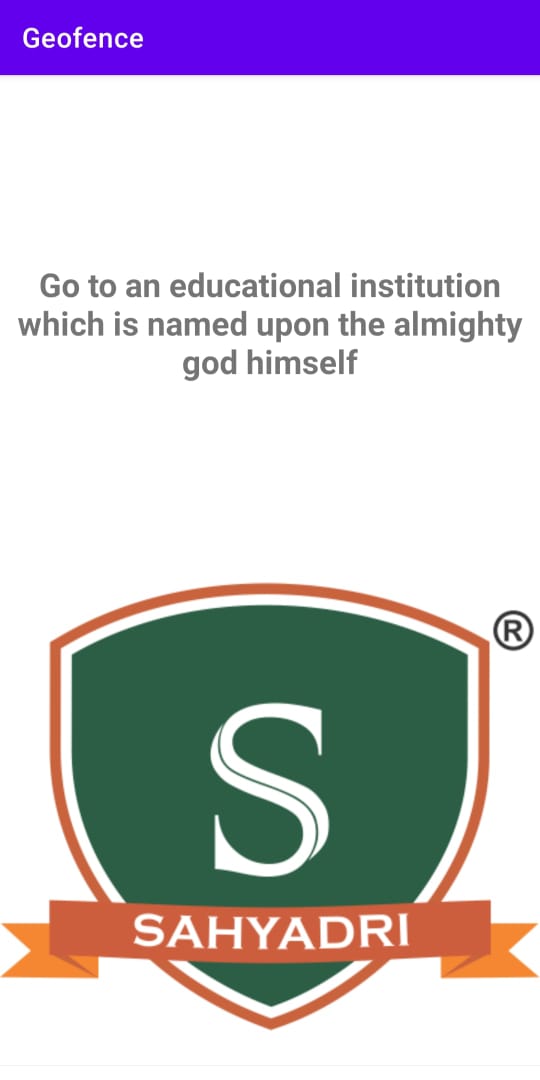 Geofence
Go to an educational institution
which is named upon the almighty
god himself
®
S
SAHYADRI